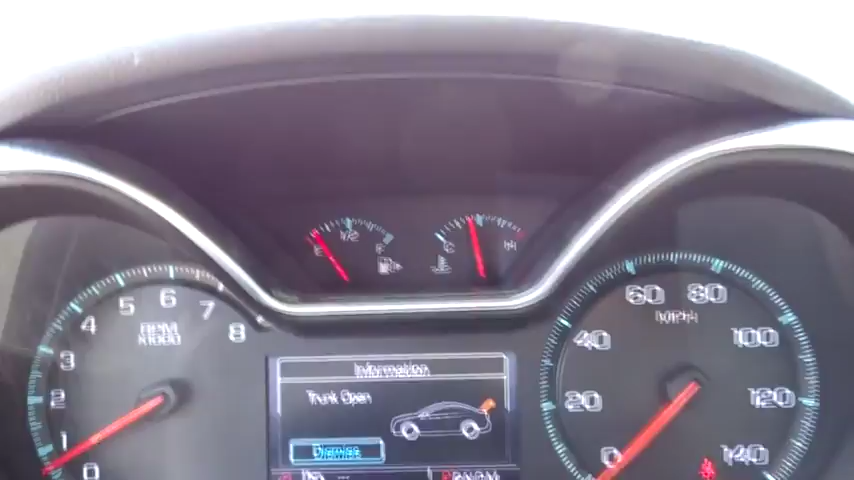 E 1/2 F
C H
5 6 7
4 RPM 8
3 x1000
2
1
0
Information
Trunk Open
Dismiss
60 80
MPH
40 100
20 120
0 140